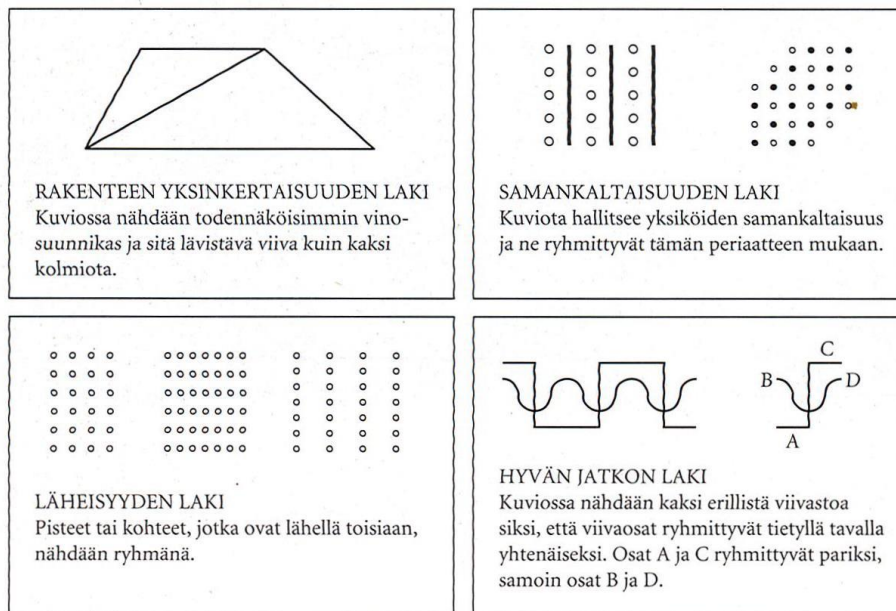 RAKENTEEN YKSINKERTAISUUDEN LAKI
Kuviossa nähdään todennäköisimmin vino-
suunnikas ja sitä lävistävä viiva kuin kaksi
kolmiota.
SAMANKALTAISUUDEN LAKI
Kuviota hallitsee yksiköiden samankaltaisuus
ja ne ryhmittyvät tämän periaatteen mukaan.
LÄHEISYYDEN LAKI
Pisteet tai kohteet, jotka ovat lähellä toisiaan,
nähdään ryhmänä.
C
B
D
A
HYVÄN JATKON LAKI
Kuviossa nähdään kaksi erillistä viivastoa
siksi, että viivaosat ryhmittyvät tietyllä tavalla
yhtenäiseksi. Osat A ja C ryhmittyvät pariksi,
samoin osat B ja D.